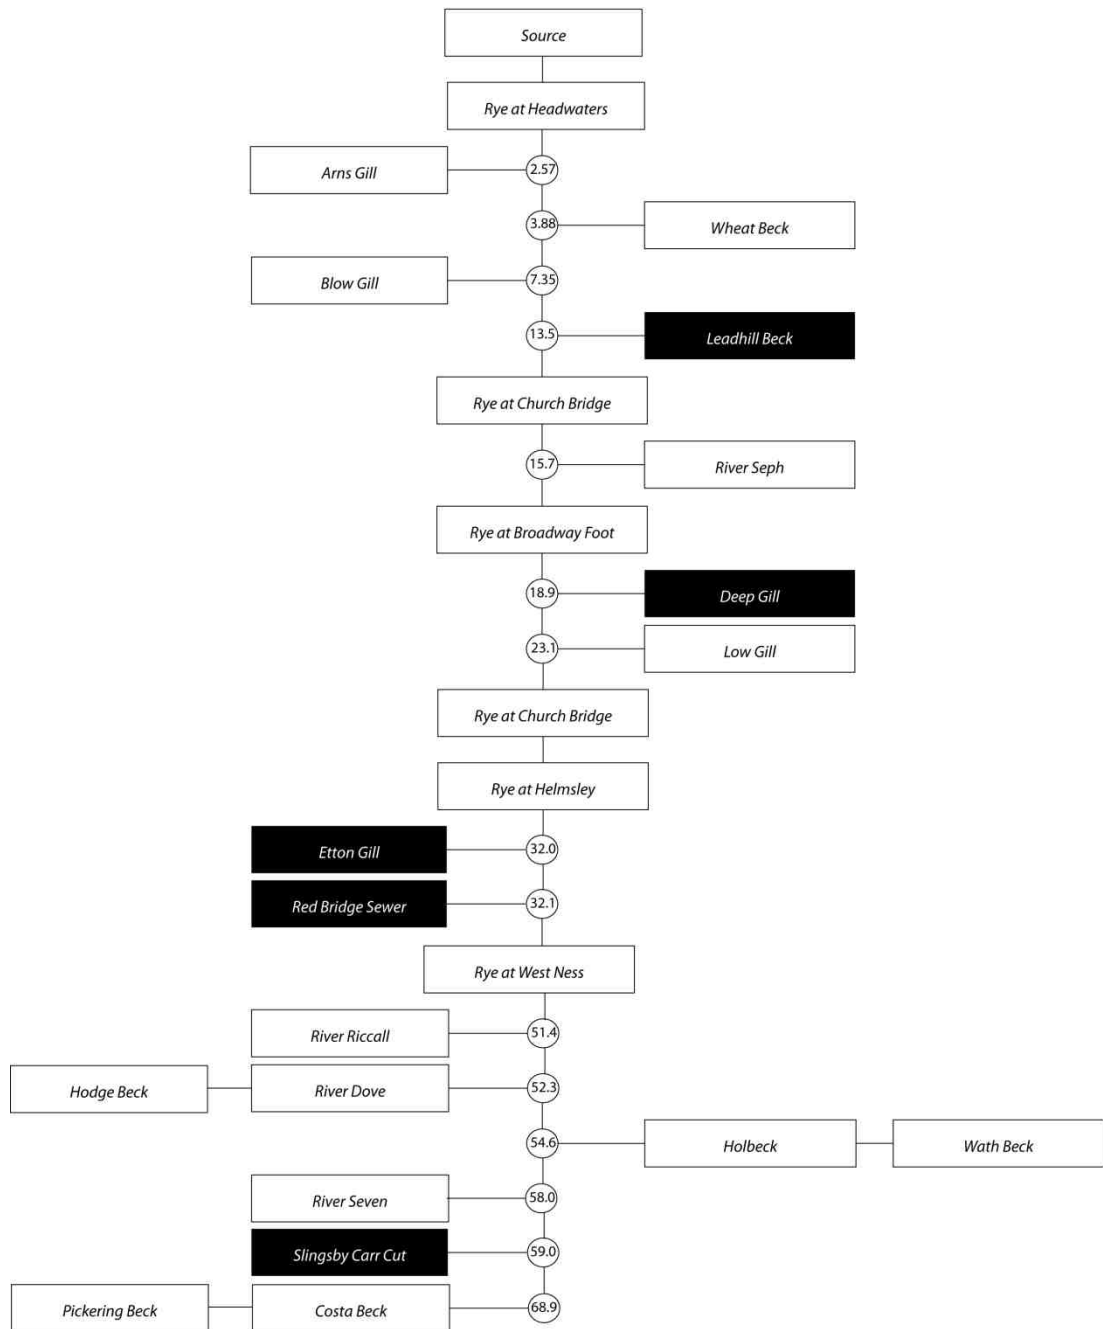 Source
Rye at Headwaters
Arns Gill
2.57
3.88
Wheat Beck
Blow Gill
7.35
13.5
Leadhill Beck
Rye at Church Bridge
15.7
River Seph
Rye at Broadway Foot
18.9
Deep Gill
23.1
Low Gill
Rye at Church Bridge
Rye at Helmsley
Etton Gill
32.0
Red Bridge Sewer
32.1
Rye at West Ness
River Riccall
51.4
Hodge Beck
River Dove
52.3
54.6
Holbeck
Wath Beck
River Seven
58.0
Slingsby Carr Cut
59.0
Pickering Beck
Costa Beck
68.9